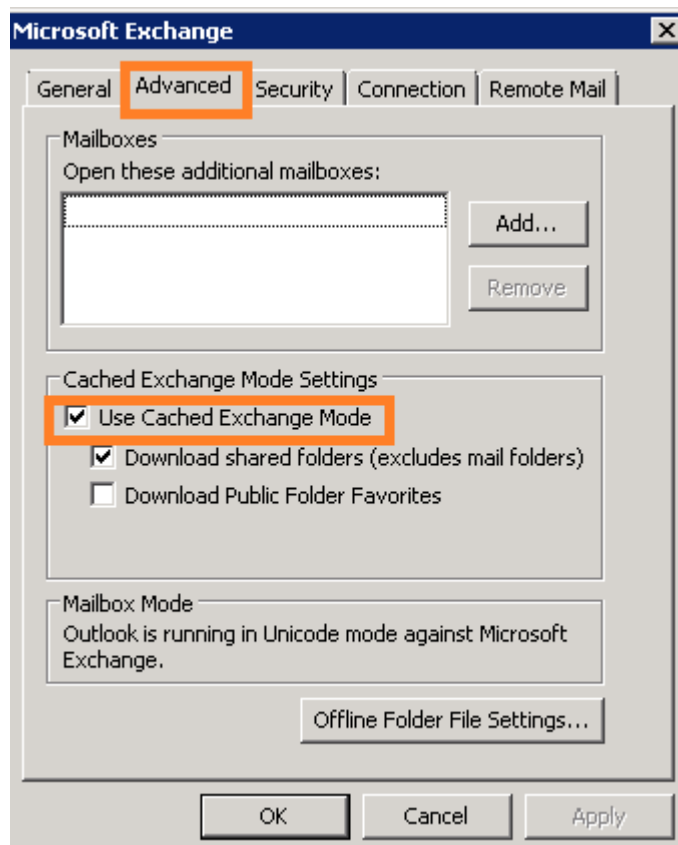 Microsoft Exchange
General Advanced Security Connection Remote Mail
Mailboxes
Open these additional mailboxes:
Add...
Remove
Cached Exchange Mode Settings
Use Cached Exchange Mode
Download shared folders (excludes mail folders)
Download Public Folder Favorites
Mailbox Mode
Outlook is running in Unicode mode against Microsoft
Exchange.
Offline Folder File Settings...
OK Cancel Apply